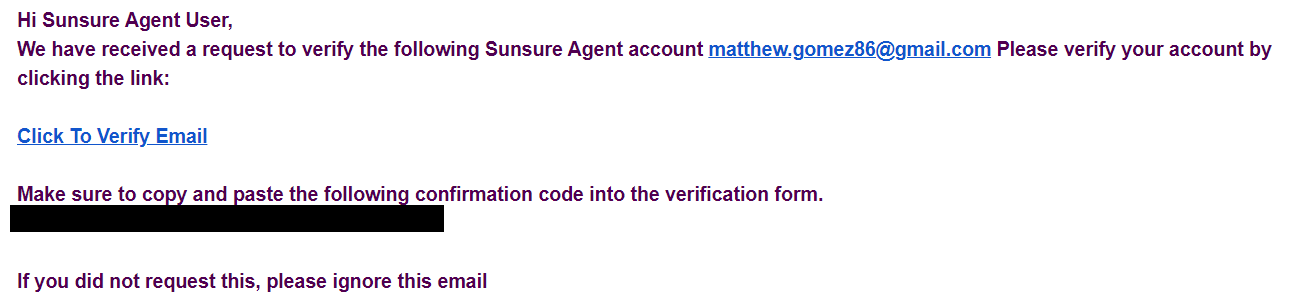 Hi Sunsure Agent User,
We have received a request to verify the following Sunsure Agent account matthew.gomez86@gmail.com Please verify your account by
clicking the link:
Click To Verify Email
Make sure to copy and paste the following confirmation code into the verification form.
If you did not request this, please ignore this email